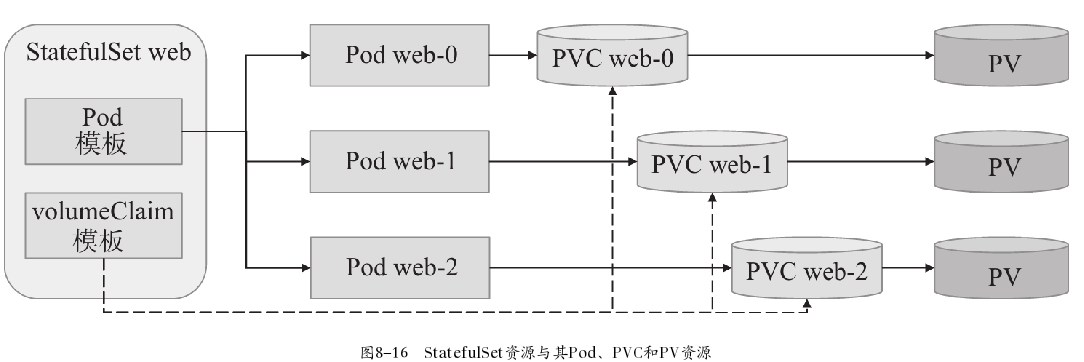 StatefulSet web
Pod
模板
volumeClaim
模板
Pod web-0
PVC web-0
PV
Pod web-1
PVC web-1
PV
Pod web-2
PVC web-2
PV
图8-16 StatefulSet资源与其Pod、PVC和PV资源